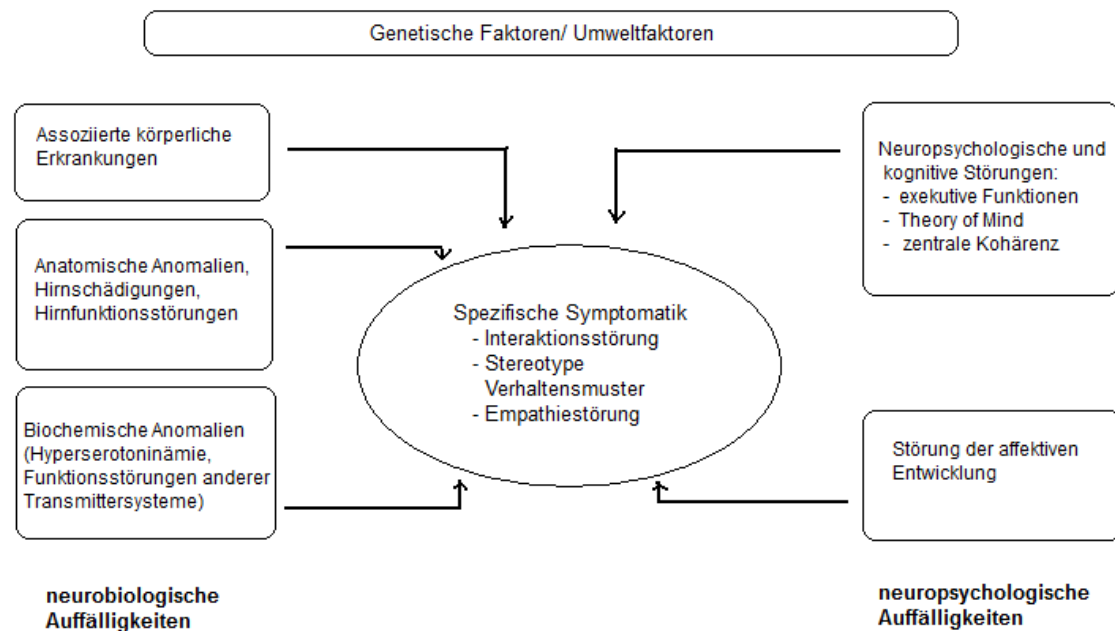 Genetische Faktoren/ Umweltfaktoren
Assoziierte körperliche
Erkrankungen
Anatomische Anomalien,
Hirnschädigungen,
Hirnfunktionsstörungen
Biochemische Anomalien
(Hyperserotoninämie,
Funktionsstörungen anderer
Transmittersysteme)
neurobiologische
Auffälligkeiten
Spezifische Symptomatik
- Interaktionsstörung
- Stereotype
Verhaltensmuster
- Empathiestörung
Neuropsychologische und
kognitive Störungen:
- exekutive Funktionen
- Theory of Mind
- zentrale Kohärenz
Störung der affektiven
Entwicklung
neuropsychologische
Auffälligkeiten